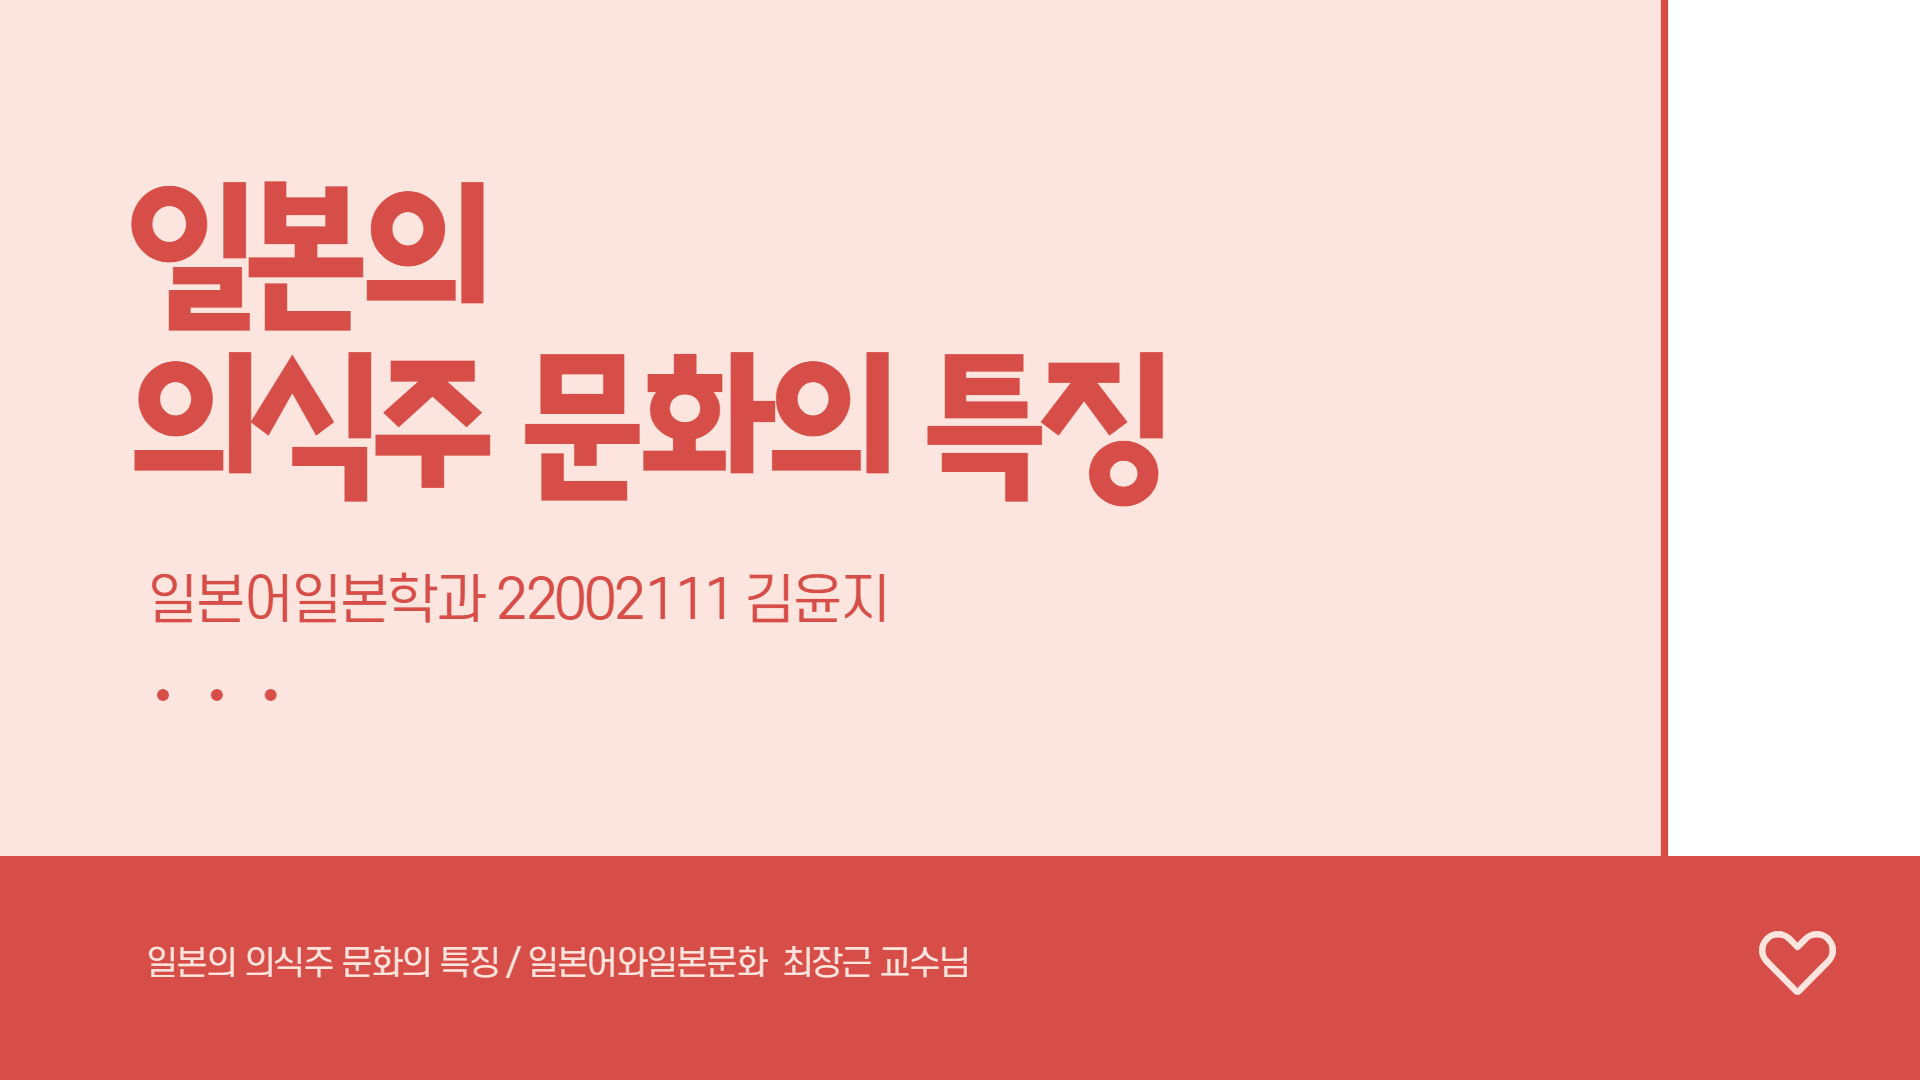 일본의
의식주 문화의 특징
일본어일본학과 22002111 김윤지
일본의 의식주 문화의 특징 / 일본어와일본문화 최장근 교수님